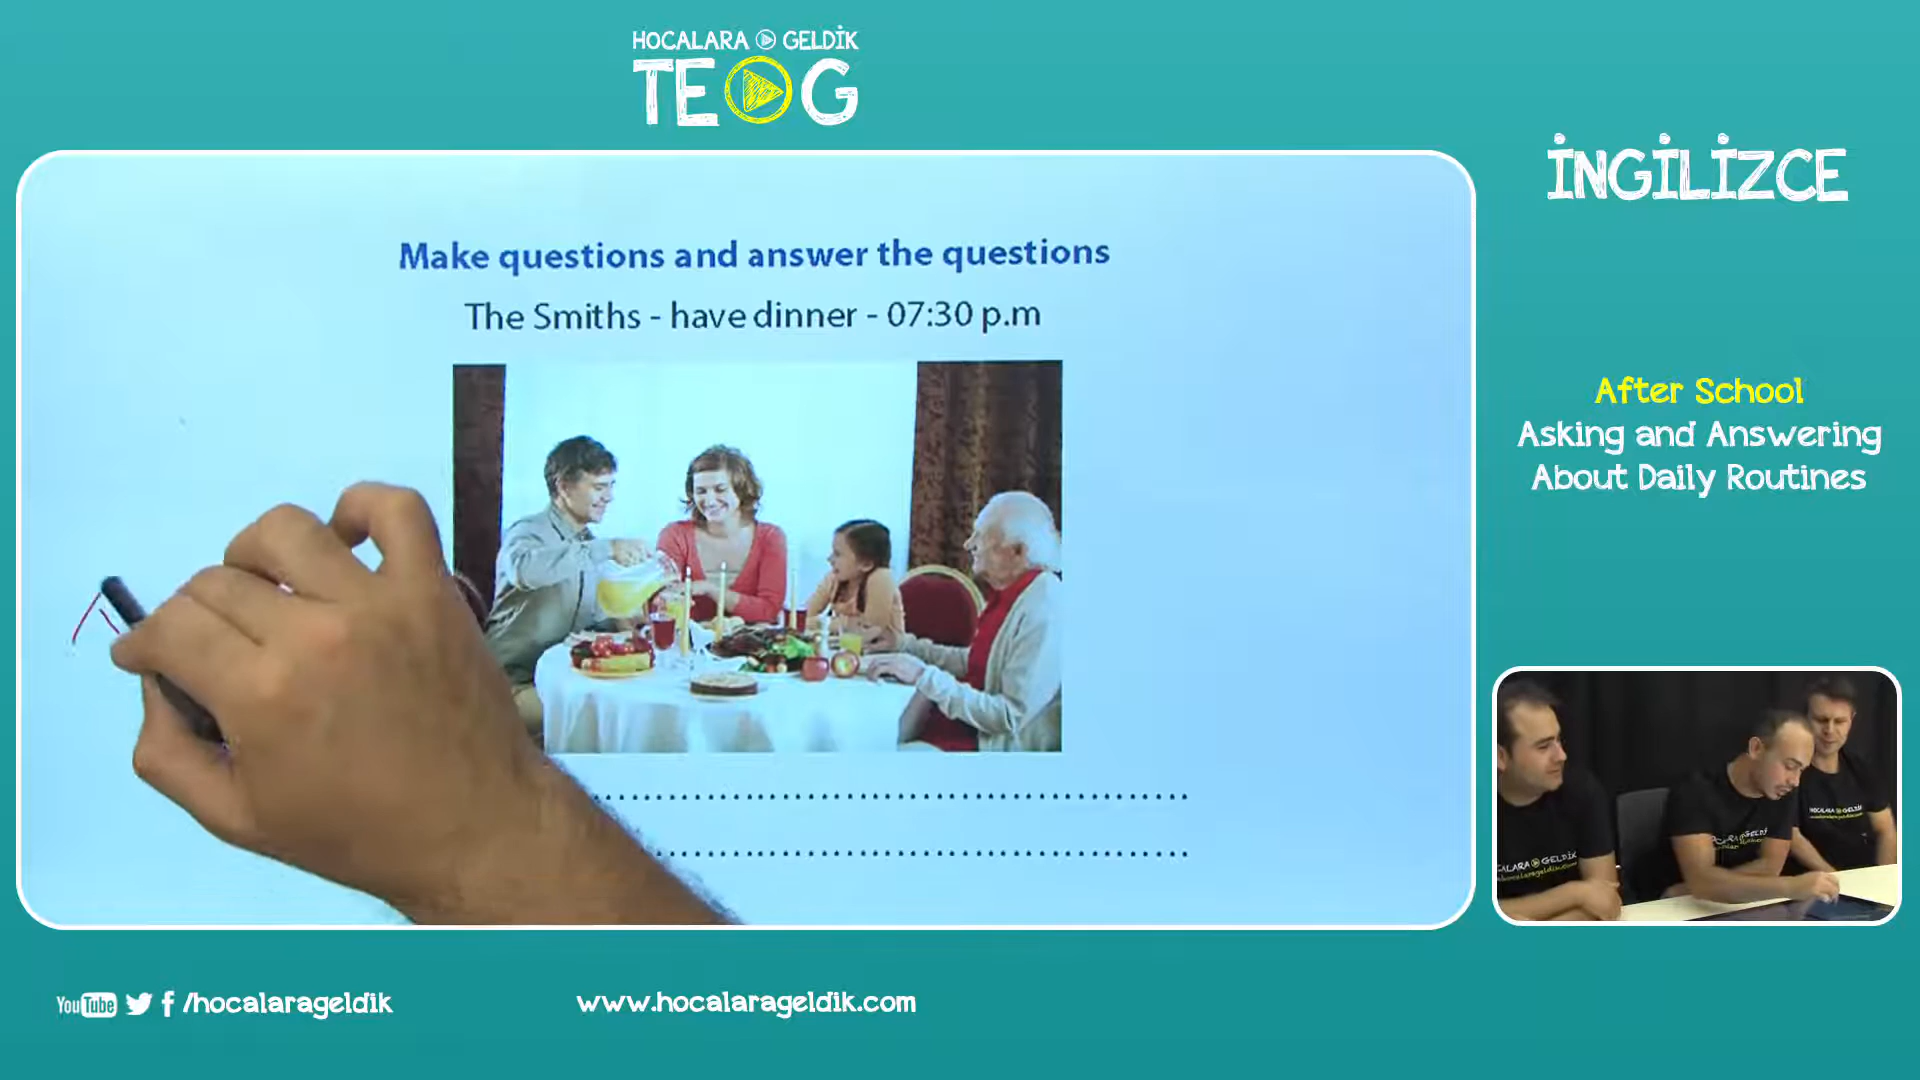 HOCALARA GELDİK
TEOG
İNGİLİZCE
Make questions and answer the questions
The Smiths - have dinner - 07:30 p.m
After School
Asking and Answering
About Daily Routines
YouTube /hocalarageldik
www.hocalarageldik.com